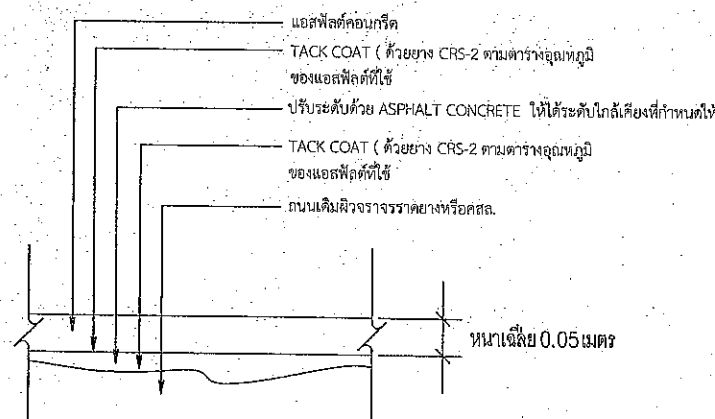 แอสฟัลต์คอนกรีต
TACK COAT ( ด้วยยาง CRS-2 ตามตารางอุณหภูมิ
ของแอสฟัลต์ที่ใช้
ปรับระดับด้วย ASPHALT CONCRETE ให้ได้ระดับใกล้เคียงที่กำหนดให้
TACK COAT ( ด้วยยาง CRS-2 ตามตารางอุณหภูมิ
ของแอสฟัลต์ที่ใช้
ถนนเดิมผิวจราจรราดยางหรือคสล.
หนาเฉลี่ย 0.05 เมตร